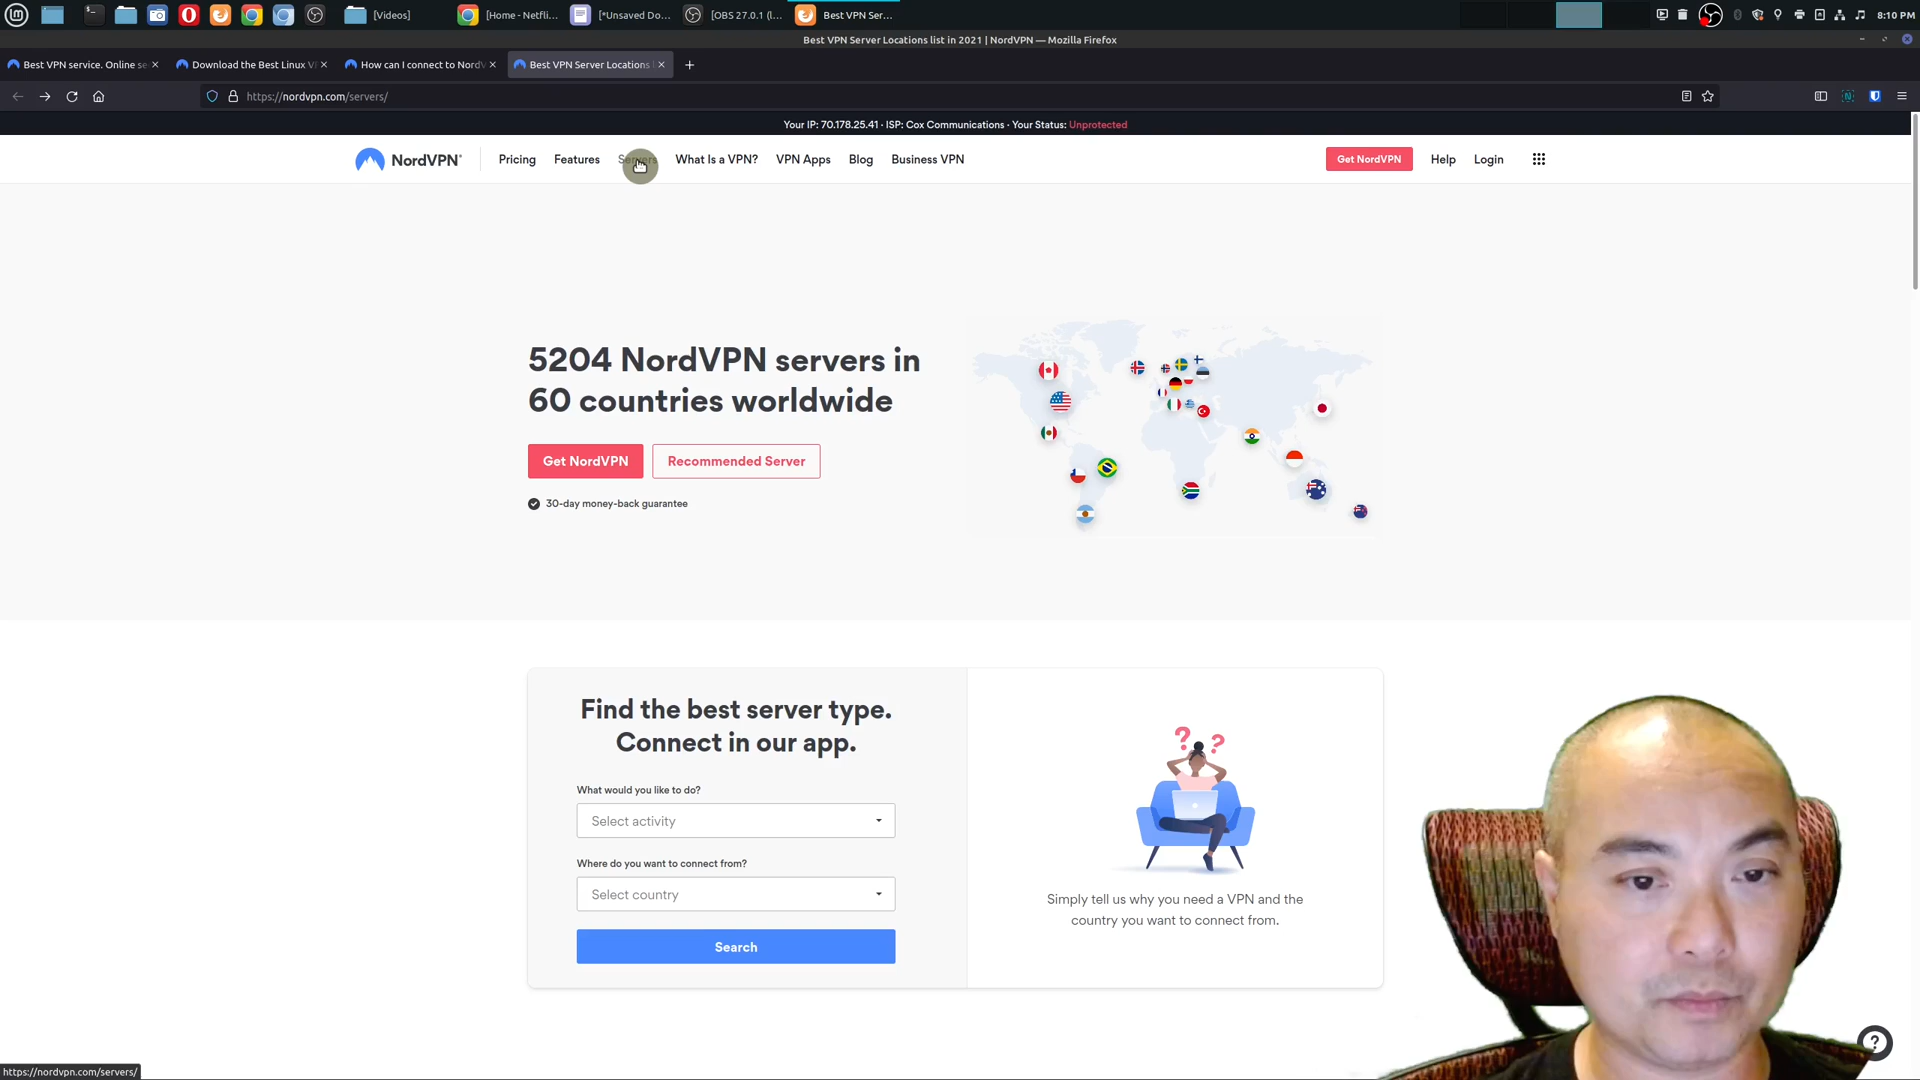 [Videos]
[Home - Netfli...
[*Unsaved Do...
[OBS 27.0.1 (l...
Best VPN Ser...
8:10 PM
Best VPN Server Locations list in 2021 | NordVPN — Mozilla Firefox
Best VPN service. Online se
Download the Best Linux VP
How can I connect to NordV
Best VPN Server Locations l
https://nordvpn.com/servers/
Your IP: 70.178.25.41 · ISP: Cox Communications · Your Status: Unprotected
NordVPN®
Pricing
Features
Servers
What Is a VPN?
VPN Apps
Blog
Business VPN
Get NordVPN
Help
Login
5204 NordVPN servers in
60 countries worldwide
Get NordVPN
Recommended Server
30-day money-back guarantee
Find the best server type.
Connect in our app.
What would you like to do?
Select activity
Where do you want to connect from?
Select country
Search
? ?
Simply tell us why you need a VPN and the
country you want to connect from.
?
https://nordvpn.com/servers/